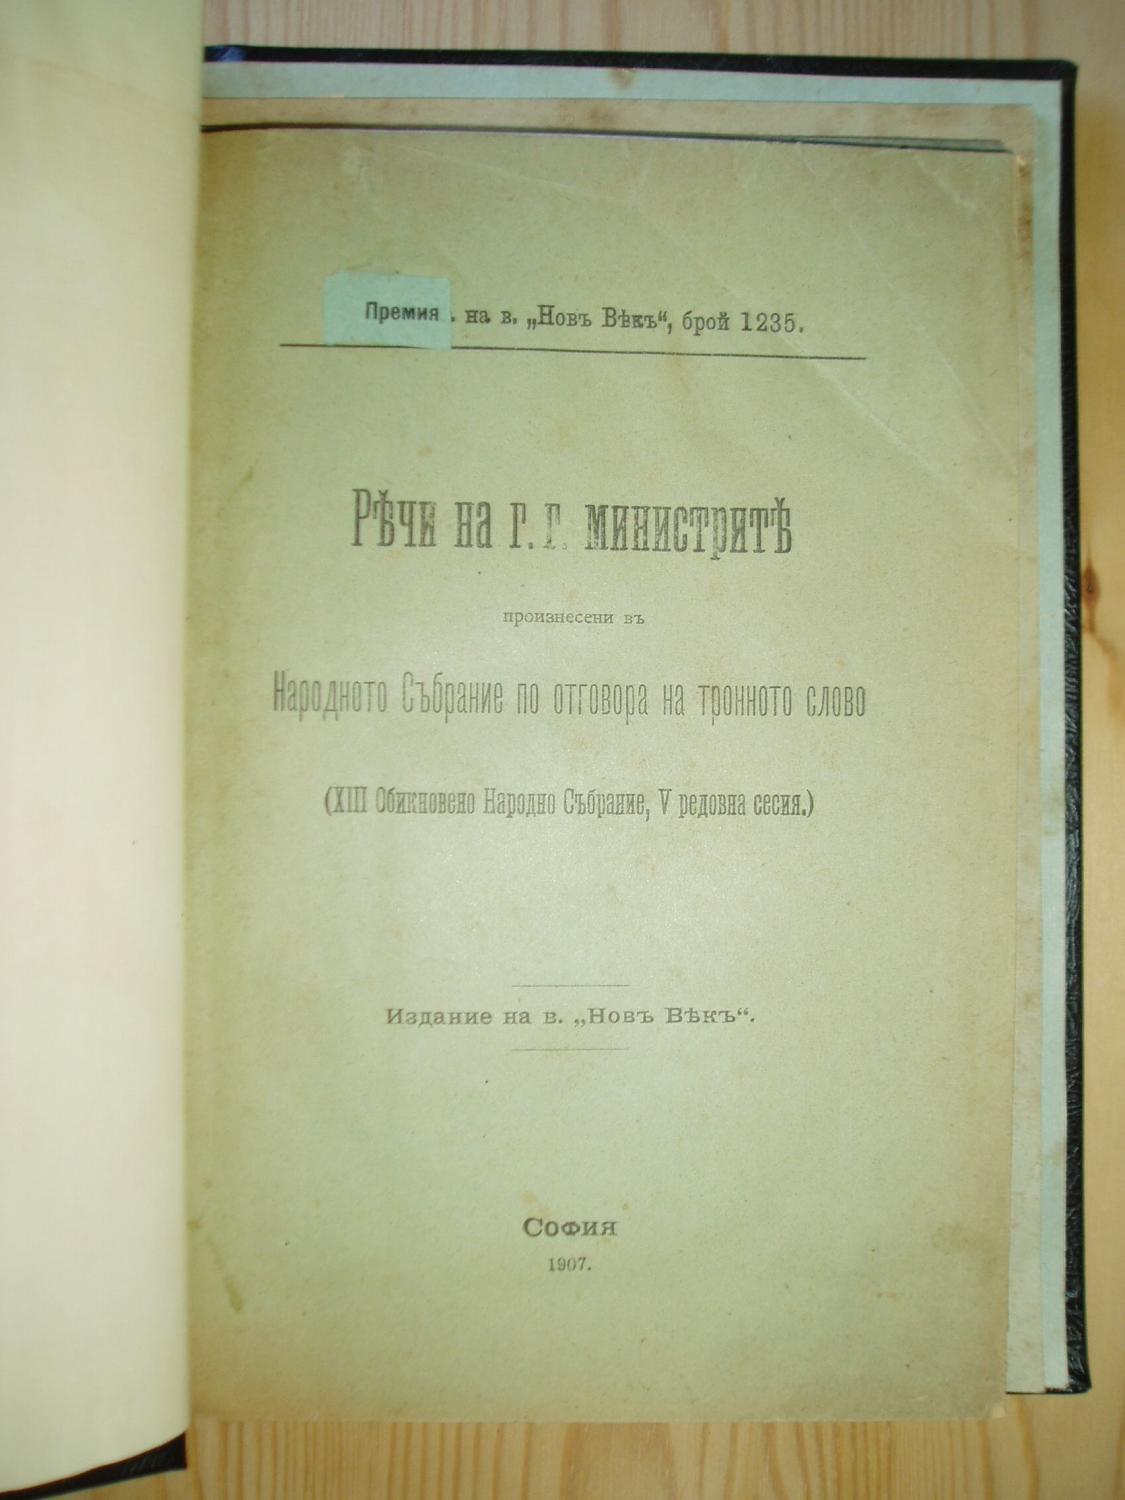 Премия . на в. „Новъ Вѣкъ“, брой 1235.
Рѣчи на г. г. министритѣ
произнесени въ
Народното Събрание по отговора на тронното слово
(XIII Обикновено Народно Събрание, V редовна сесия.)
Издание на в. „Новъ Вѣкъ“.
София
1907.